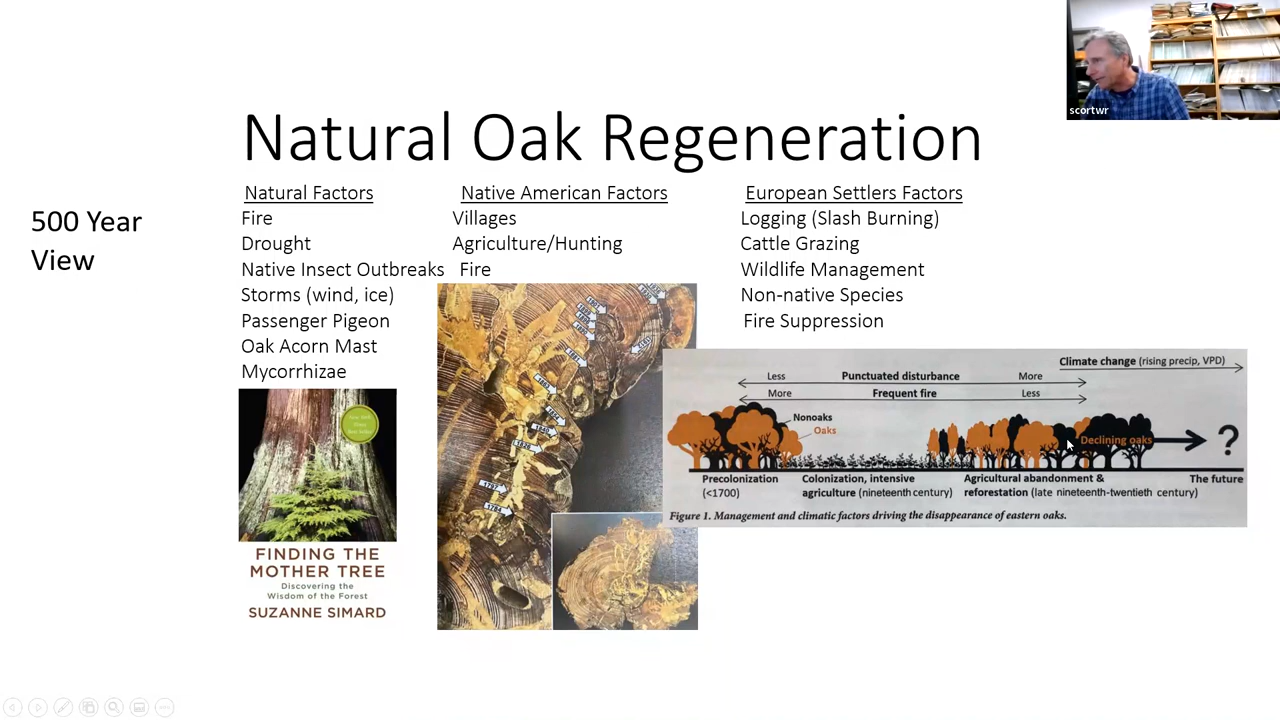 scortwr
Natural Oak Regeneration
500 Year
View
Natural Factors
Fire
Drought
Native Insect Outbreaks
Storms (wind, ice)
Passenger Pigeon
Oak Acorn Mast
Mycorrhizae
Native American Factors
Villages
Agriculture/Hunting
Fire
European Settlers Factors
Logging (Slash Burning)
Cattle Grazing
Wildlife Management
Non-native Species
Fire Suppression
FINDING THE
MOTHER TREE
Discovering the
Wisdom of the Forest
SUZANNE SIMARD
Climate change (rising precip, VPD)
Less Punctuated disturbance More
More Frequent fire Less
Nonoaks
Oaks
Declining oaks
?
Precolonization
(<1700)
Colonization, intensive
agriculture (nineteenth century)
Agricultural abandonment &
reforestation (late nineteenth-twentieth century)
The future
Figure 1. Management and climatic factors driving the disappearance of eastern oaks.